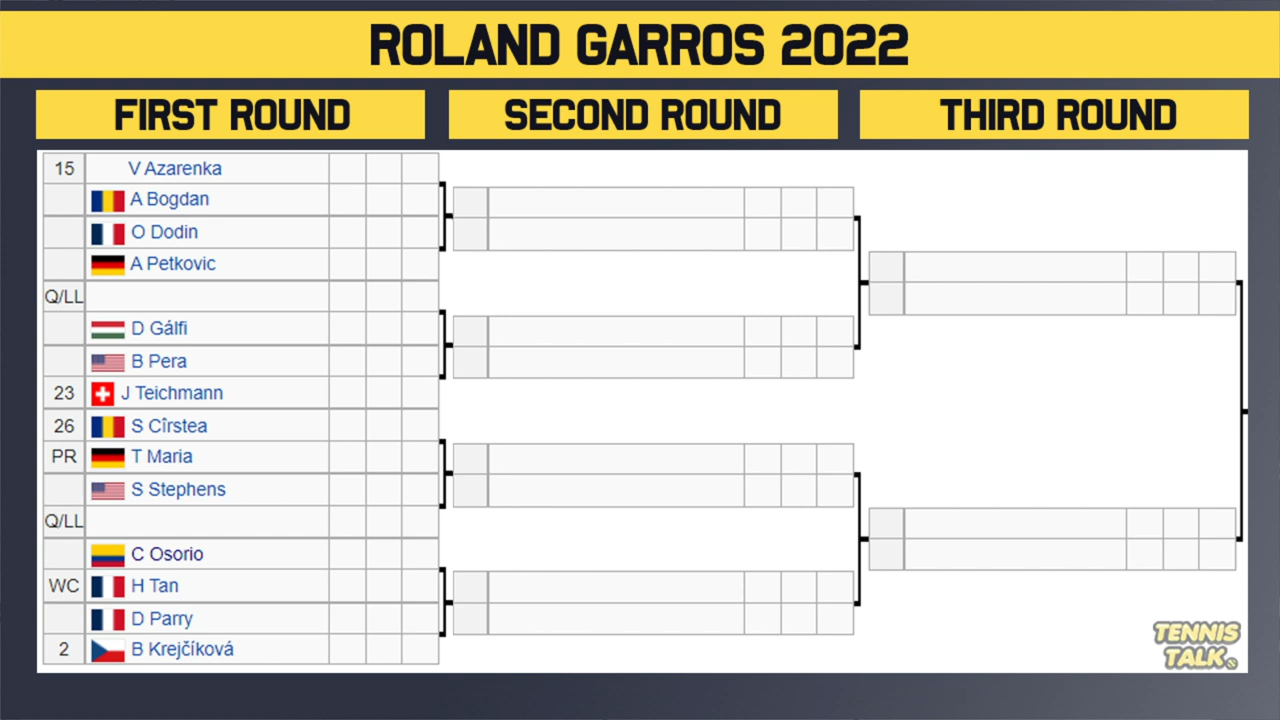 ROLAND GARROS 2022
FIRST ROUND
SECOND ROUND
THIRD ROUND
15 V Azarenka
A Bogdan
O Dodin
A Petkovic
Q/LL
D Gálfi
B Pera
23 J Teichmann
26 S Cîrstea
PR T Maria
S Stephens
Q/LL
C Osorio
WC H Tan
D Parry
2 B Krejčíková
TENNIS
TALK